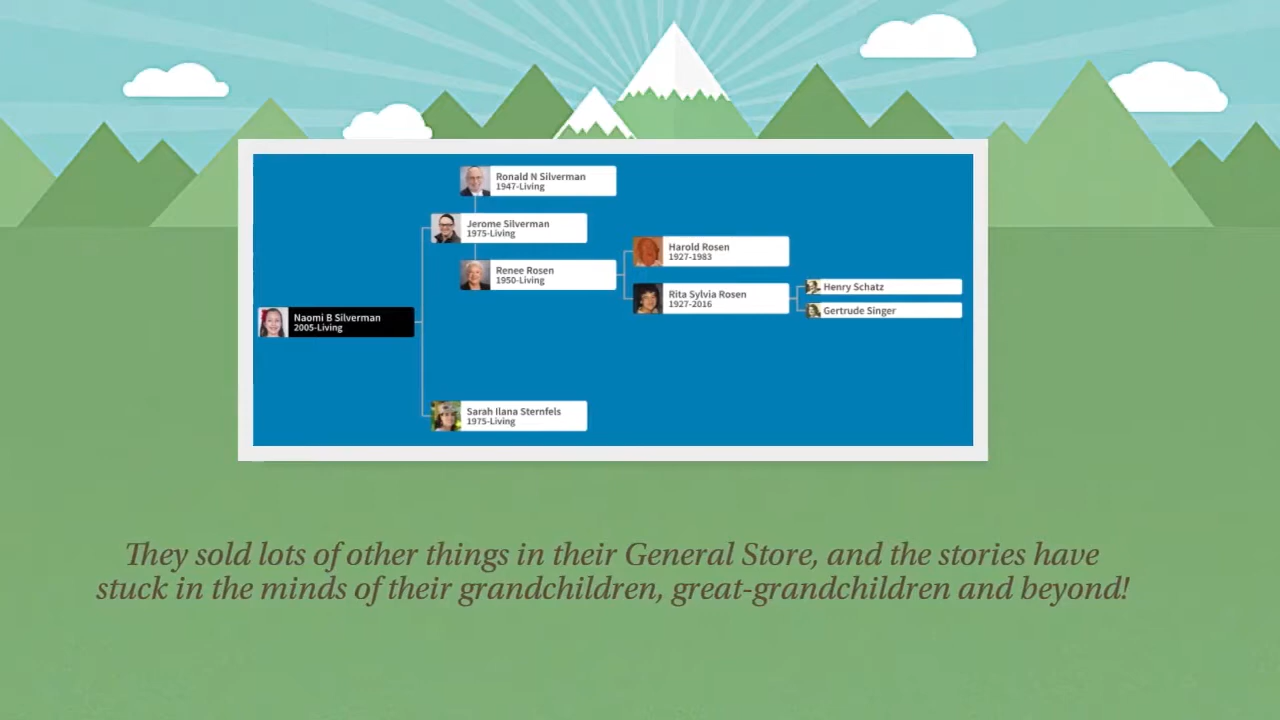 Ronald N Silverman
1947-Living
Jerome Silverman
1975-Living
Harold Rosen
1927-1983
Renee Rosen
1950-Living
Henry Schatz
Rita Sylvia Rosen
1927-2016
Gertrude Singer
Naomi B Silverman
2005-Living
Sarah Ilana Sternfels
1975-Living
They sold lots of other things in their General Store, and the stories have
stuck in the minds of their grandchildren, great-grandchildren and beyond!